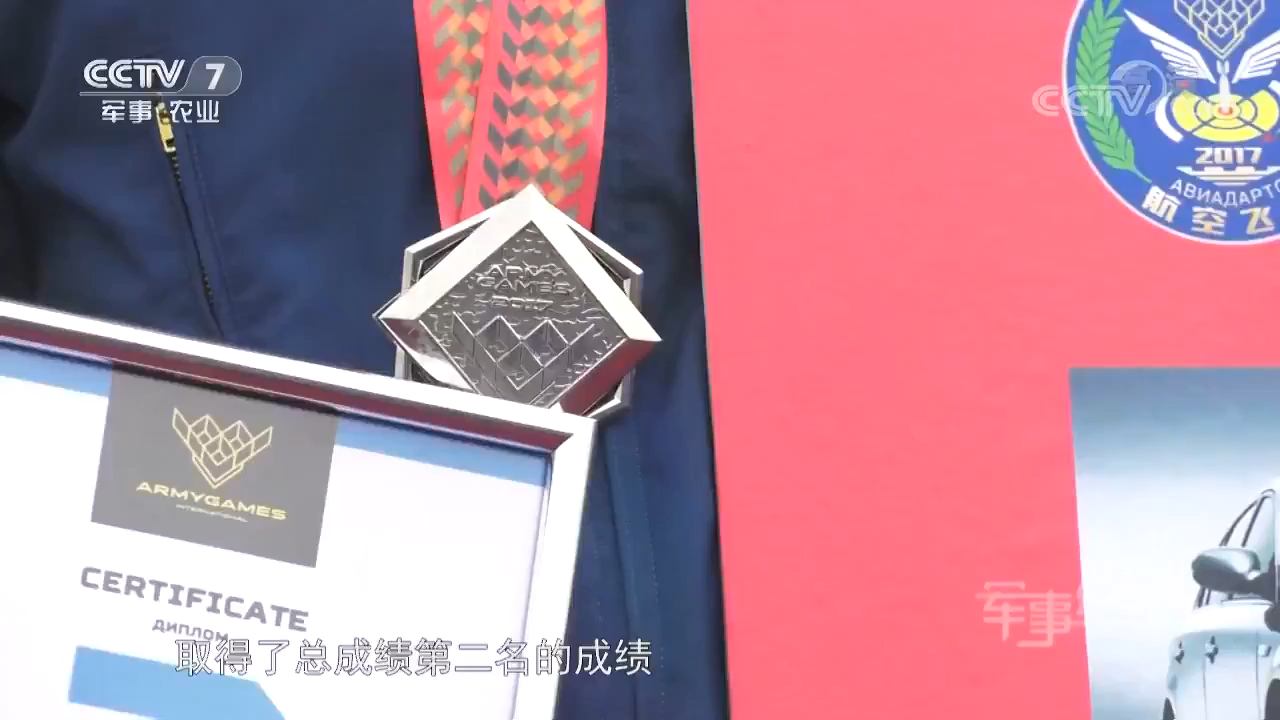 CCTV 7
军事·农业
CCTV
2017
АВИАДАРТС
航空飞
ARMY
GAMES
2017
ARMYGAMES
INTERNATIONAL
CERTIFICATE
ДИПЛОМ
取得了总成绩第二名的成绩
军事